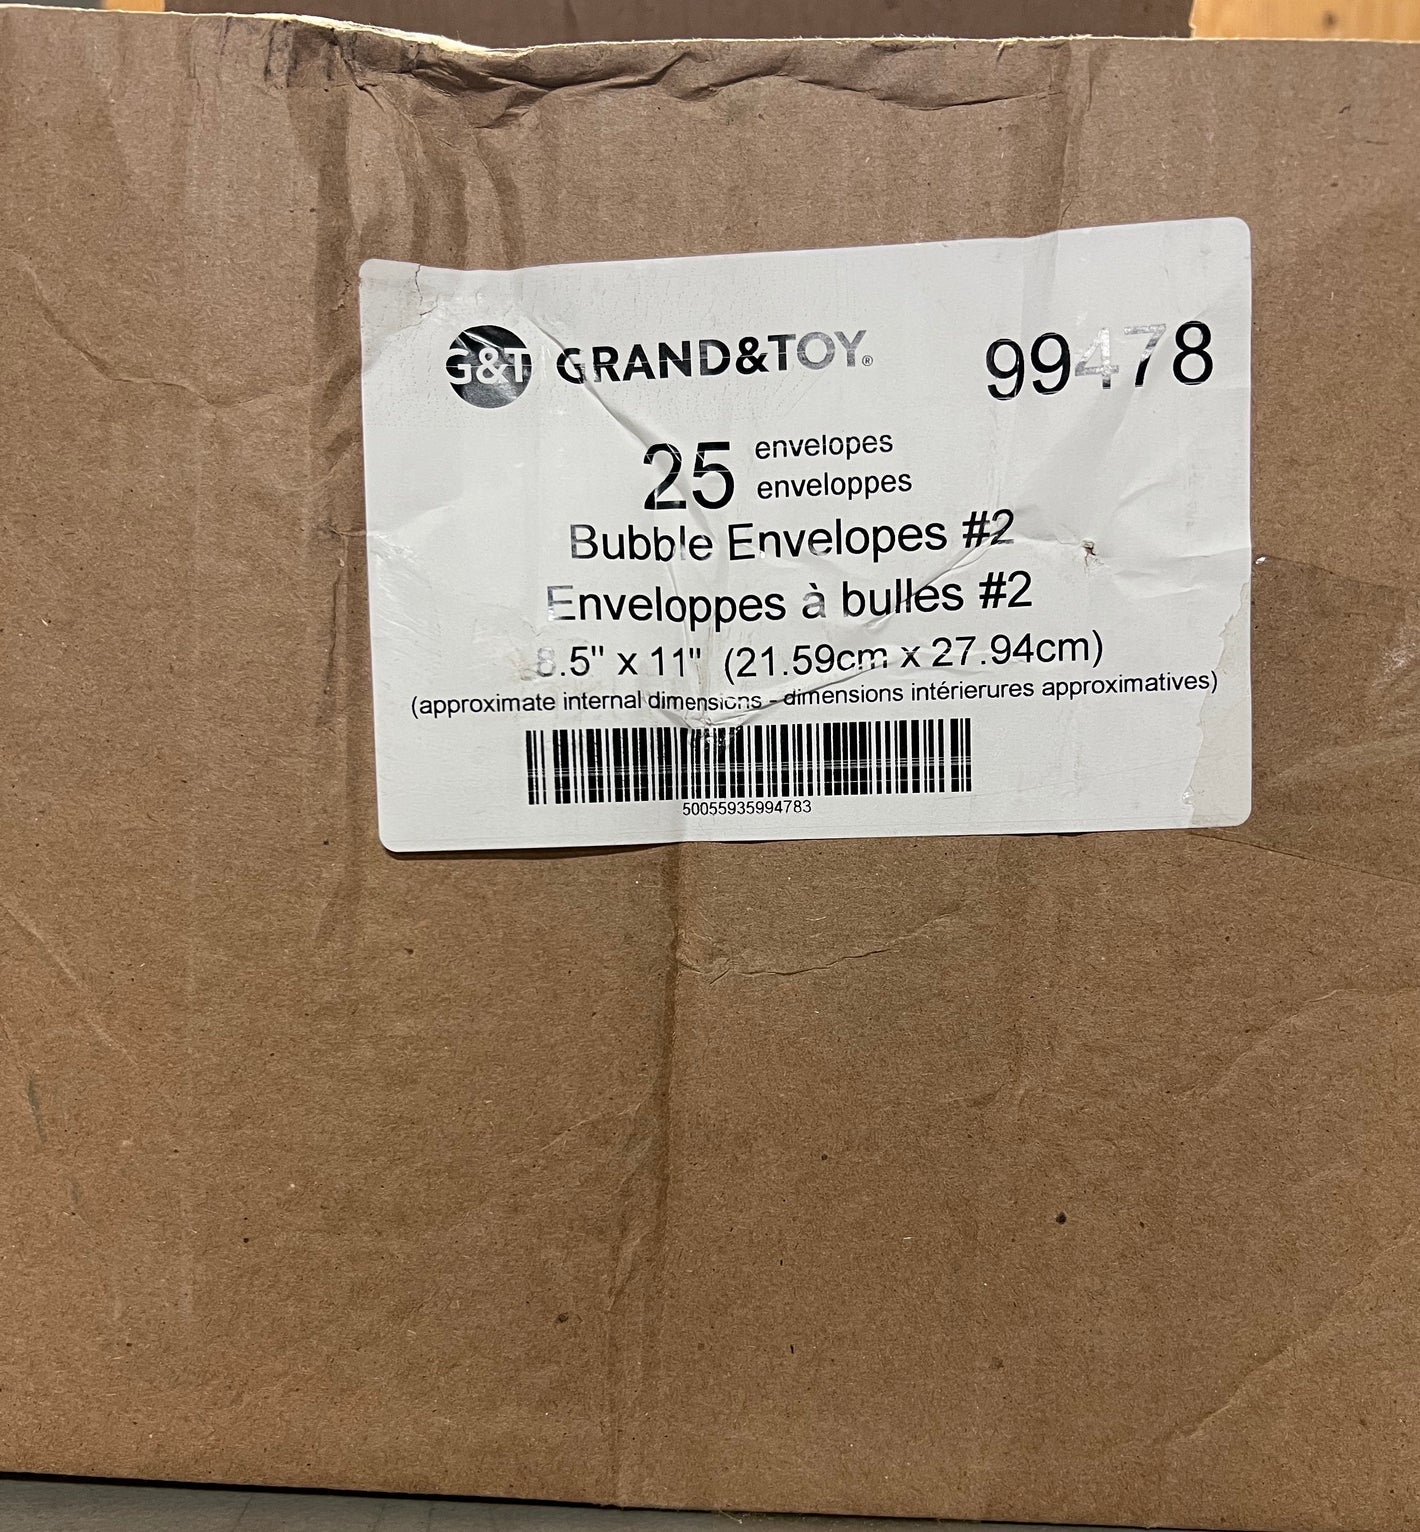 G&T GRAND&TOY® 99478
25 envelopes
enveloppes
Bubble Envelopes #2
Enveloppes à bulles #2
8.5" x 11" (21.59cm x 27.94cm)
(approximate internal dimensions - dimensions intérierures approximatives)
50055935994783